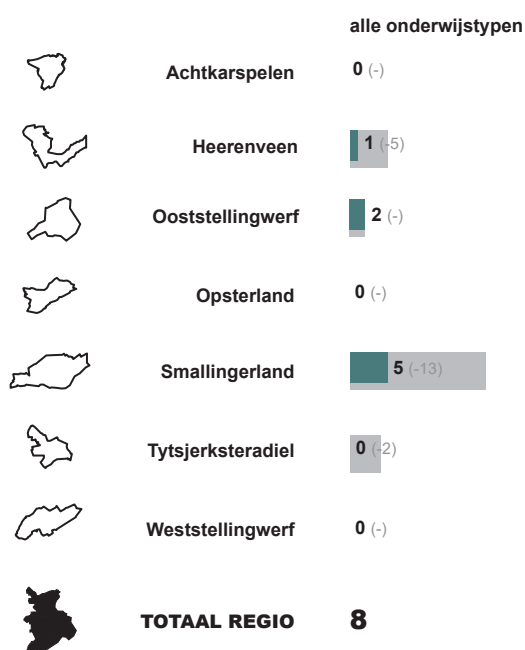 alle onderwijstypen
Achtkarspelen 0 (-)
Heerenveen 1 (-5)
Ooststellingwerf 2 (-)
Opsterland 0 (-)
Smallingerland 5 (-13)
Tytsjerksteradiel 0 (-2)
Weststellingwerf 0 (-)
TOTAAL REGIO 8